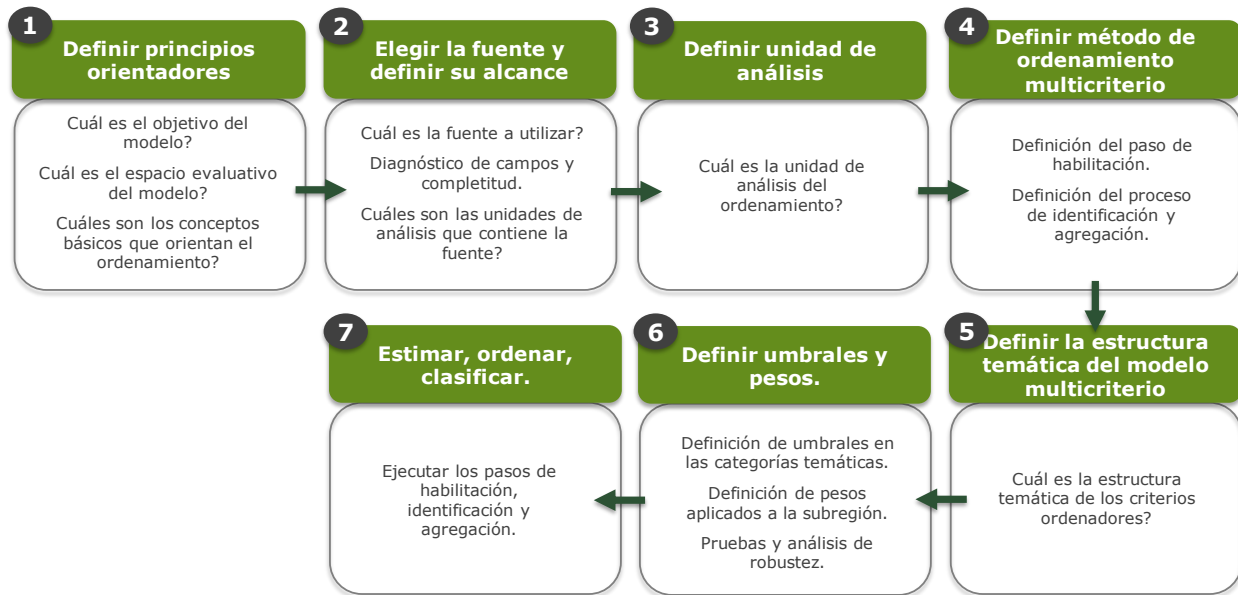 1
Definir principios
orientadores
Cuál es el objetivo del
modelo?
Cuál es el espacio evaluativo
del modelo?
Cuáles son los conceptos
básicos que orientan el
ordenamiento?
2
Elegir la fuente y
definir su alcance
Cuál es la fuente a utilizar?
Diagnóstico de campos y
completitud.
Cuáles son las unidades de
análisis que contiene la
fuente?
3
Definir unidad de
análisis
Cuál es la unidad de
análisis del
ordenamiento?
4
Definir método de
ordenamiento
multicriterio
Definición del paso de
habilitación.
Definición del proceso
de identificación y
agregación.
5
Definir la estructura
temática del modelo
multicriterio
Cuál es la estructura
temática de los criterios
ordenadores?
6
Definir umbrales y
pesos.
Definición de umbrales en
las categorías temáticas.
Definición de pesos
aplicados a la subregión.
Pruebas y análisis de
robustez.
7
Estimar, ordenar,
clasificar.
Ejecutar los pasos de
habilitación,
identificación y
agregación.